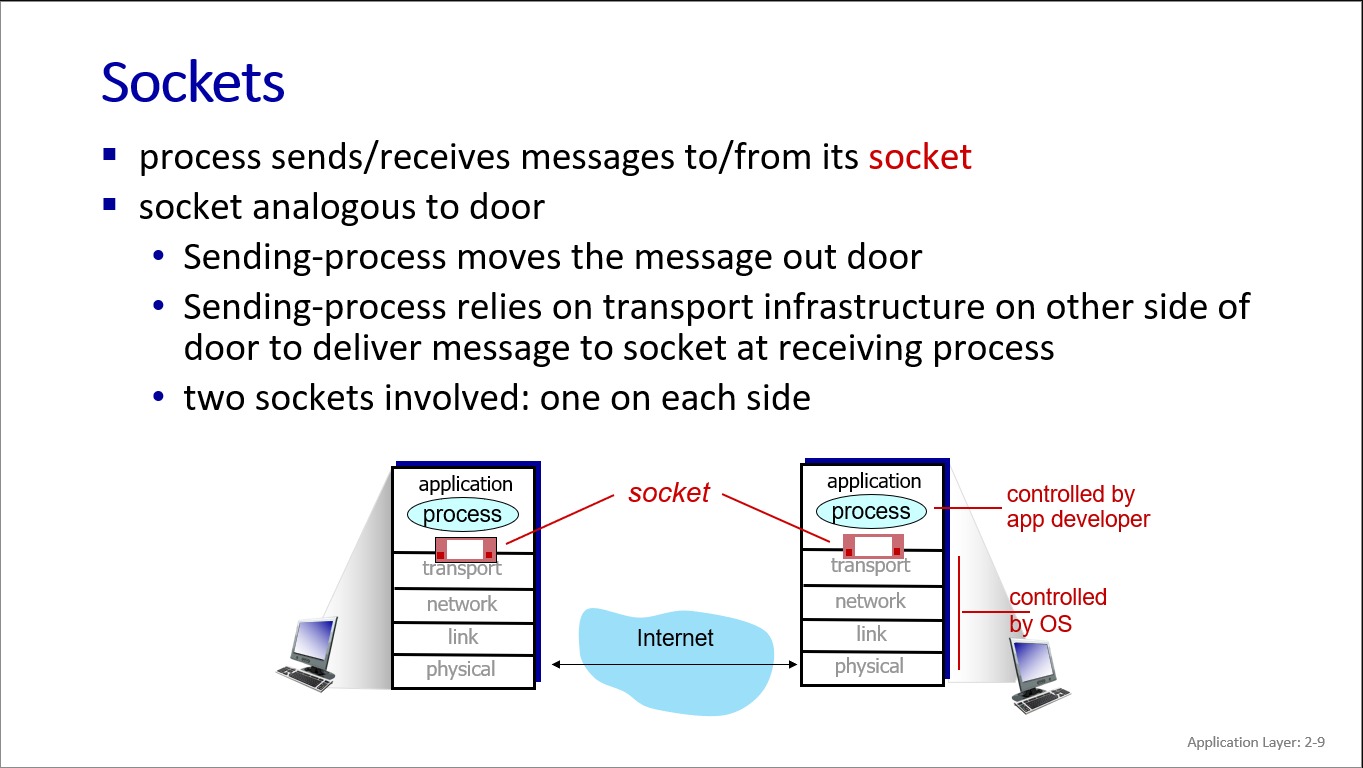 Sockets
process sends/receives messages to/from its socket
socket analogous to door
Sending-process moves the message out door
Sending-process relies on transport infrastructure on other side of
door to deliver message to socket at receiving process
two sockets involved: one on each side
application
process
transport
network
link
physical
socket
Internet
application
process
transport
network
link
physical
controlled by
app developer
controlled
by OS
Application Layer: 2-9